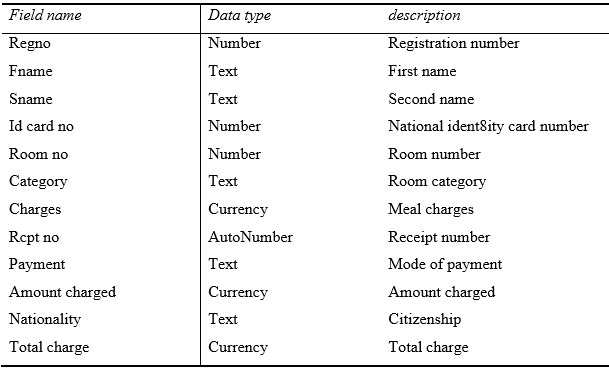 Field name Data type description
Regno Number Registration number
Fname Text First name
Sname Text Second name
Id card no Number National ident8ity card number
Room no Number Room number
Category Text Room category
Charges Currency Meal charges
Rcpt no AutoNumber Receipt number
Payment Text Mode of payment
Amount charged Currency Amount charged
Nationality Text Citizenship
Total charge Currency Total charge